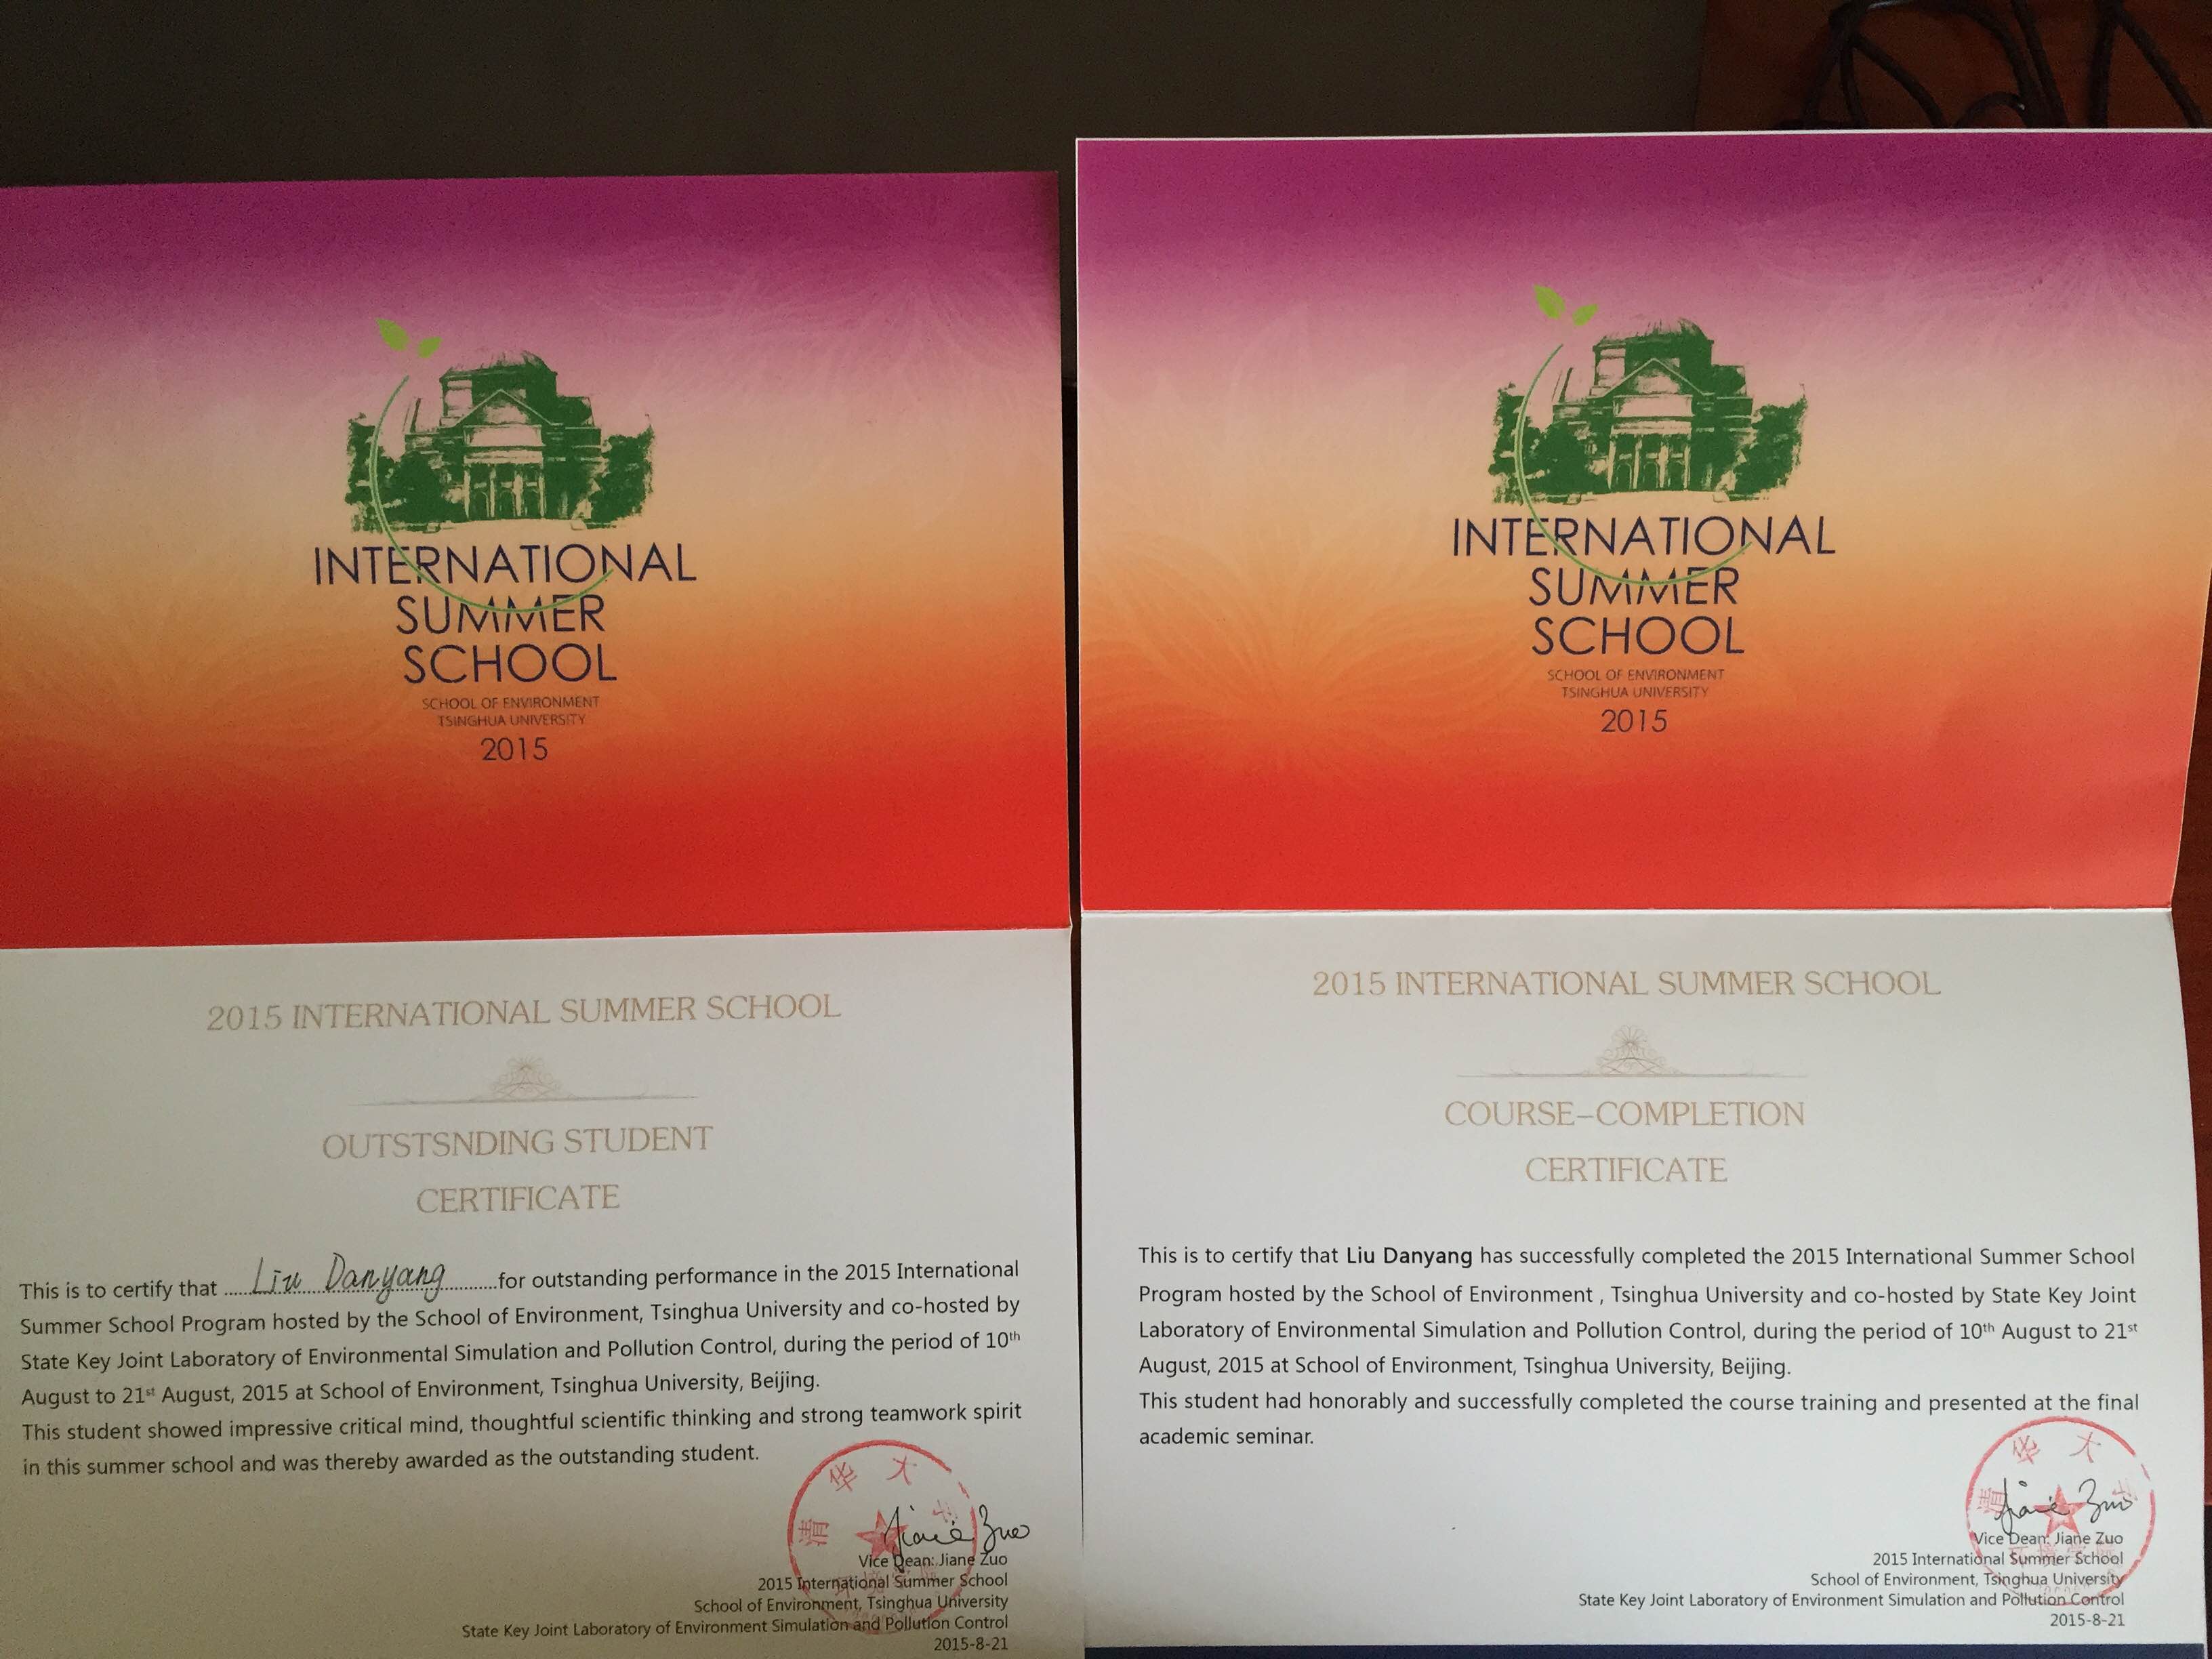 INTERNATIONAL
SUMMER
SCHOOL
SCHOOL OF ENVIRONMENT
TSINGHUA UNIVERSITY
2015
2015 INTERNATIONAL SUMMER SCHOOL
OUTSTSNDING STUDENT
CERTIFICATE
This is to certify that Liu Danyang for outstanding performance in the 2015 International
Summer School Program hosted by the School of Environment, Tsinghua University and co-hosted by
State Key Joint Laboratory of Environmental Simulation and Pollution Control, during the period of 10th
August to 21st August, 2015 at School of Environment, Tsinghua University, Beijing.
This student showed impressive critical mind, thoughtful scientific thinking and strong teamwork spirit
in this summer school and was thereby awarded as the outstanding student.
清华大学
Jiane Zuo
Vice Dean: Jiane Zuo
2015 International Summer School
School of Environment, Tsinghua University
State Key Joint Laboratory of Environment Simulation and Pollution Control
2015-8-21
INTERNATIONAL
SUMMER
SCHOOL
SCHOOL OF ENVIRONMENT
TSINGHUA UNIVERSITY
2015
2015 INTERNATIONAL SUMMER SCHOOL
COURSE-COMPLETION
CERTIFICATE
This is to certify that Liu Danyang has successfully completed the 2015 International Summer School
Program hosted by the School of Environment , Tsinghua University and co-hosted by State Key Joint
Laboratory of Environmental Simulation and Pollution Control, during the period of 10th August to 21st
August, 2015 at School of Environment, Tsinghua University, Beijing.
This student had honorably and successfully completed the course training and presented at the final
academic seminar.
清华大学
Jiane Zuo
Vice Dean: Jiane Zuo
2015 International Summer School
School of Environment, Tsinghua University
State Key Joint Laboratory of Environment Simulation and Pollution Control
2015-8-21